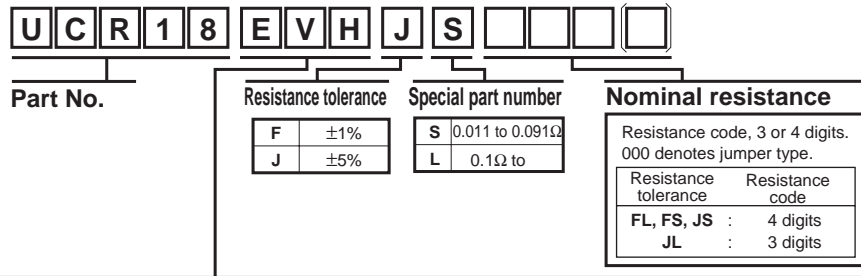 UCR18 EVH J S
Part No.
Resistance tolerance
F ±1%
J ±5%
Special part number
S 0.011 to 0.091Ω
L 0.1Ω to
Nominal resistance
Resistance code, 3 or 4 digits.
000 denotes jumper type.
Resistance tolerance Resistance code
FL, FS, JS : 4 digits
JL : 3 digits